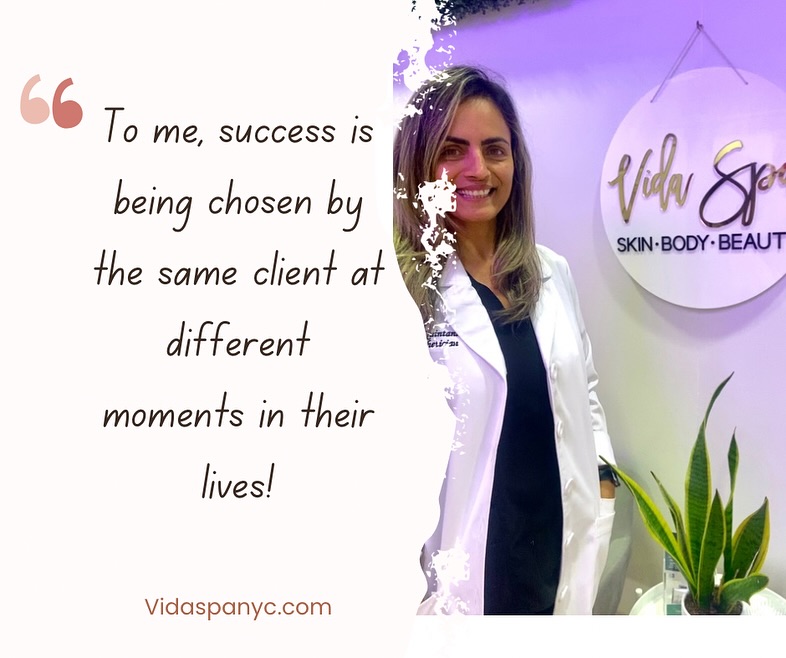 “
To me, success is
being chosen by
the same client at
different
moments in their
lives!
Vidaspanyc.com
Vida Spa
SKIN·BODY·BEAUT